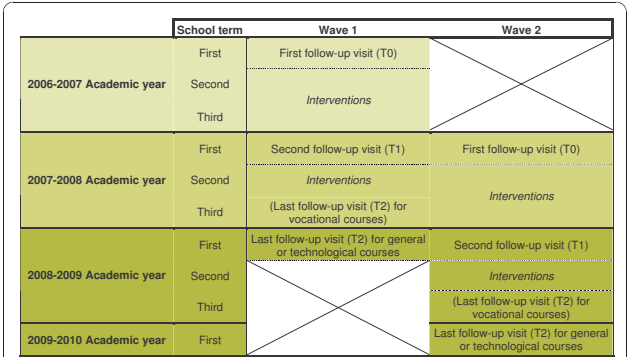 School term Wave 1 Wave 2
First First follow-up visit (T0)
2006-2007 Academic year Second Interventions
Third
First Second follow-up visit (T1) First follow-up visit (T0)
2007-2008 Academic year Second Interventions Interventions
Third (Last follow-up visit (T2) for
vocational courses)
First Last follow-up visit (T2) for general
or technological courses Second follow-up visit (T1)
2008-2009 Academic year Second Interventions
Third (Last follow-up visit (T2) for
vocational courses)
2009-2010 Academic year First Last follow-up visit (T2) for general
or technological courses